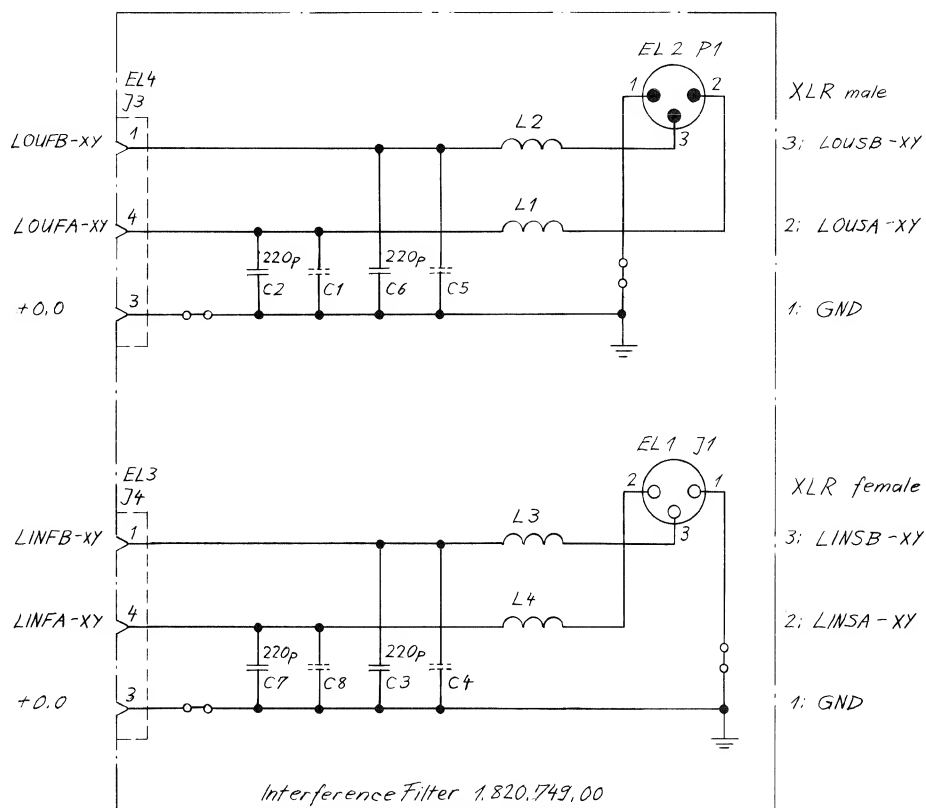 EL 2 P1
1
2
3
XLR male
EL4
J3
LOUFB-XY
1
L2
3; LOUSB-XY
LOUFA-XY
4
L1
2: LOUSA-XY
220p
C2
C1
220p
C6
C5
+0,0
3
1: GND
EL 1 J1
2
1
3
XLR female
EL3
J4
LINFB-XY
1
L3
3: LINSB-XY
LINFA-XY
4
L4
2; LINSA-XY
220p
C7
C8
220p
C3
C4
+0.0
3
1: GND
Interference Filter 1.820.749,00